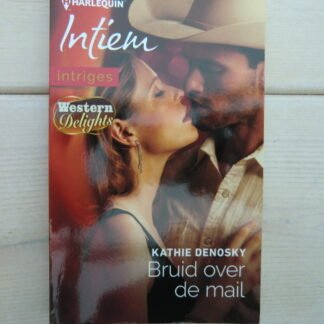 HARLEQUIN
Intiem
intriges
Western
Delights
KATHIE DENOSKY
Bruid over
de mail